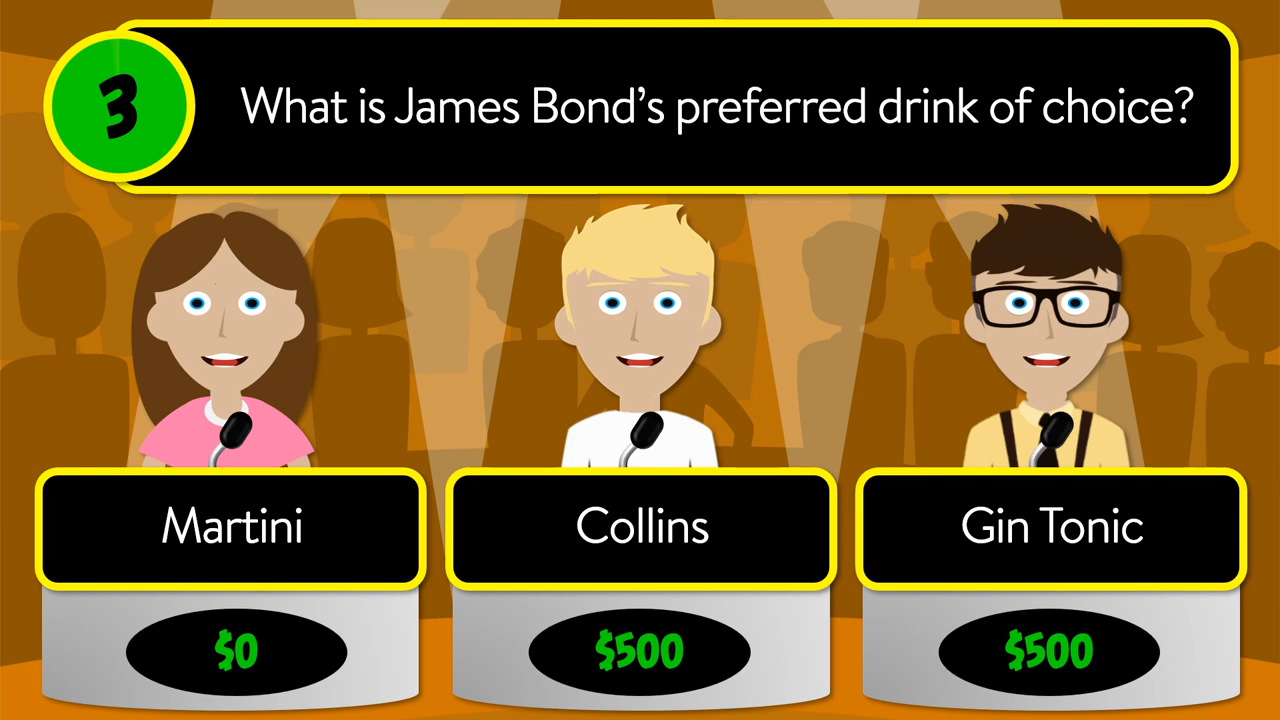 3
What is James Bond’s preferred drink of choice?
Martini
Collins
Gin Tonic
$0
$500
$500